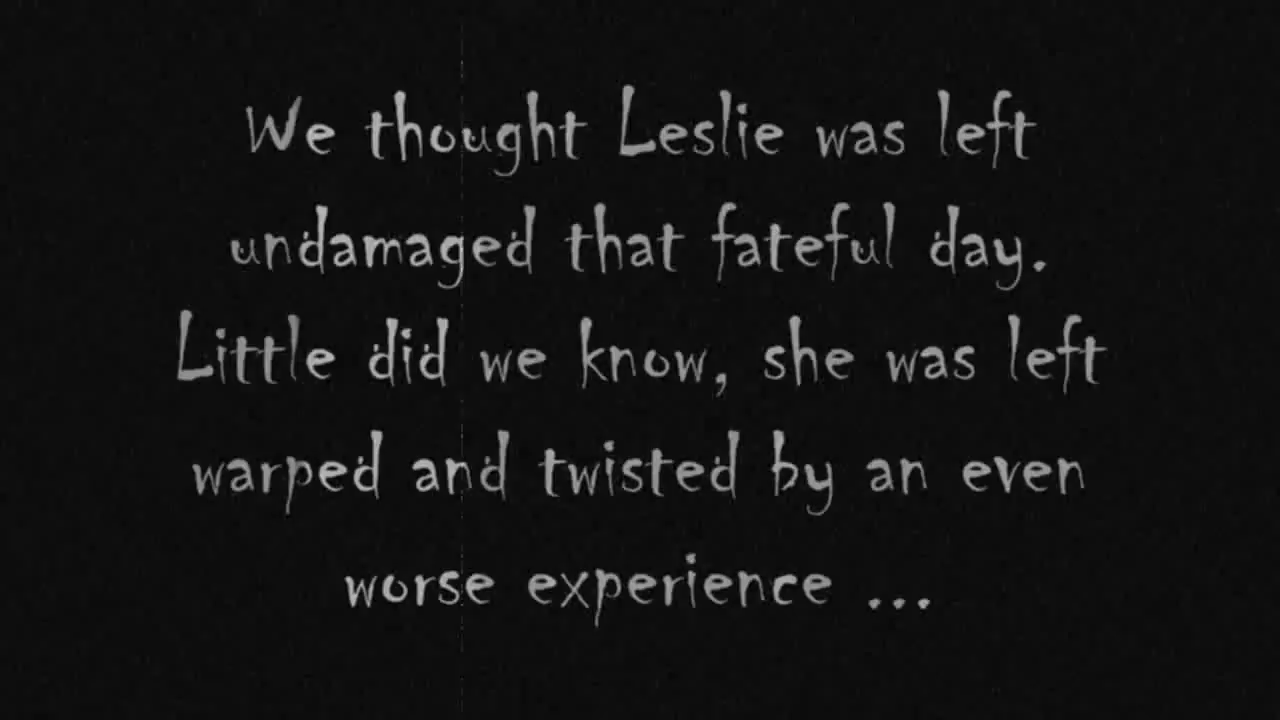 We thought Leslie was left
undamaged that fateful day.
Little did we know, she was left
warped and twisted by an even
worse experience ...